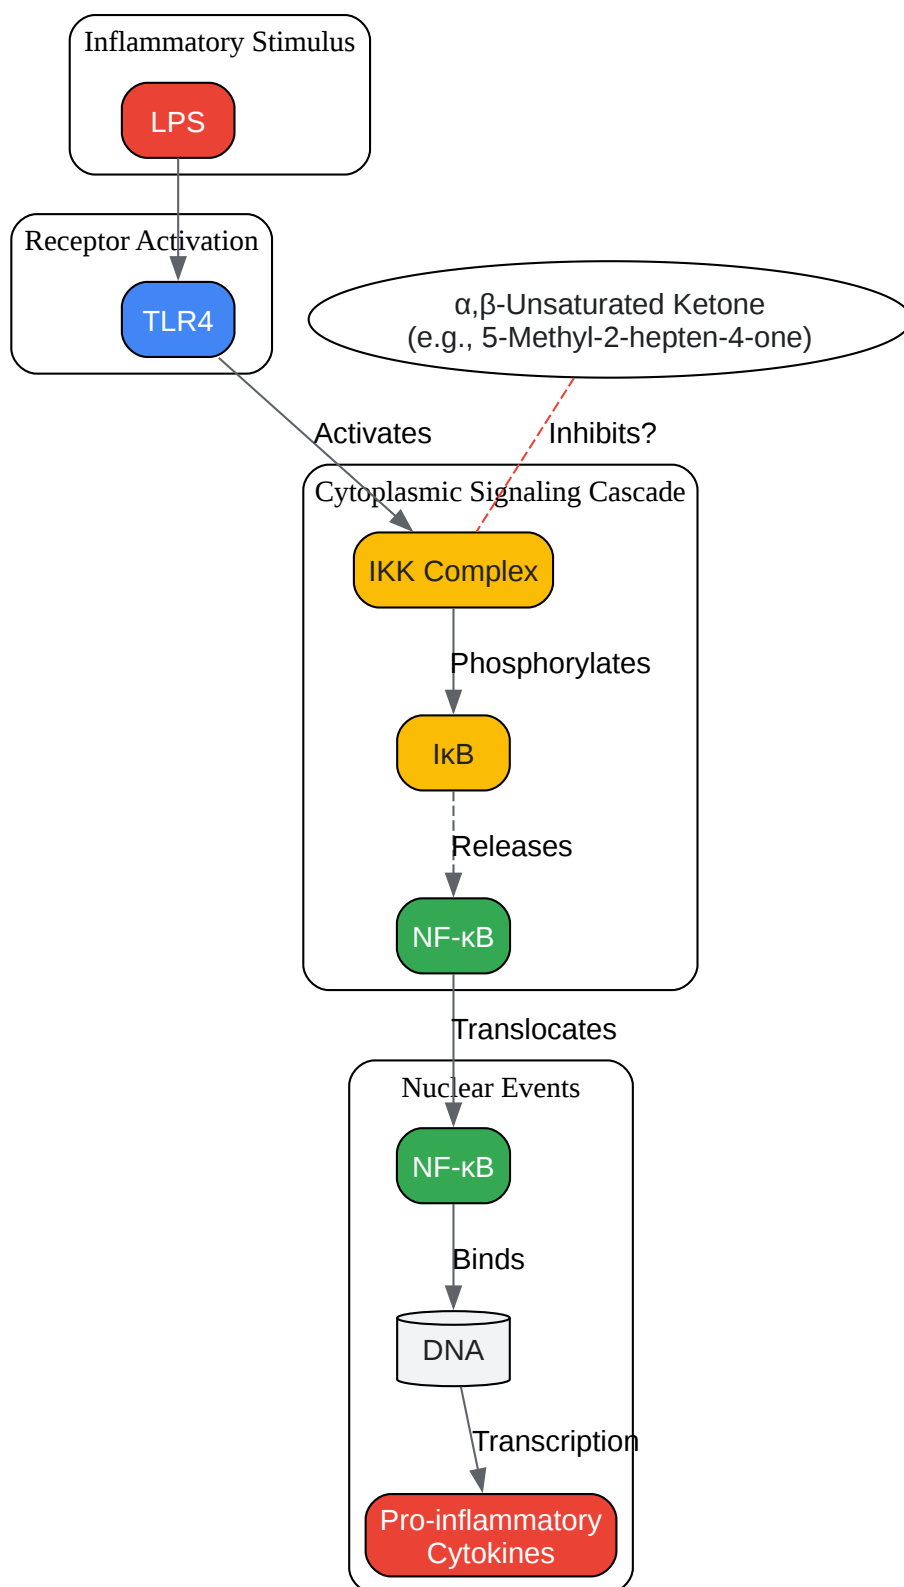 Inflammatory Stimulus
LPS
Receptor Activation
TLR4
α,β-Unsaturated Ketone
(e.g., 5-Methyl-2-hepten-4-one)
Activates
Inhibits?
Cytoplasmic Signaling Cascade
IKK Complex
Phosphorylates
IκB
Releases
NF-κB
Translocates
Nuclear Events
NF-κB
Binds
DNA
Transcription
Pro-inflammatory
Cytokines